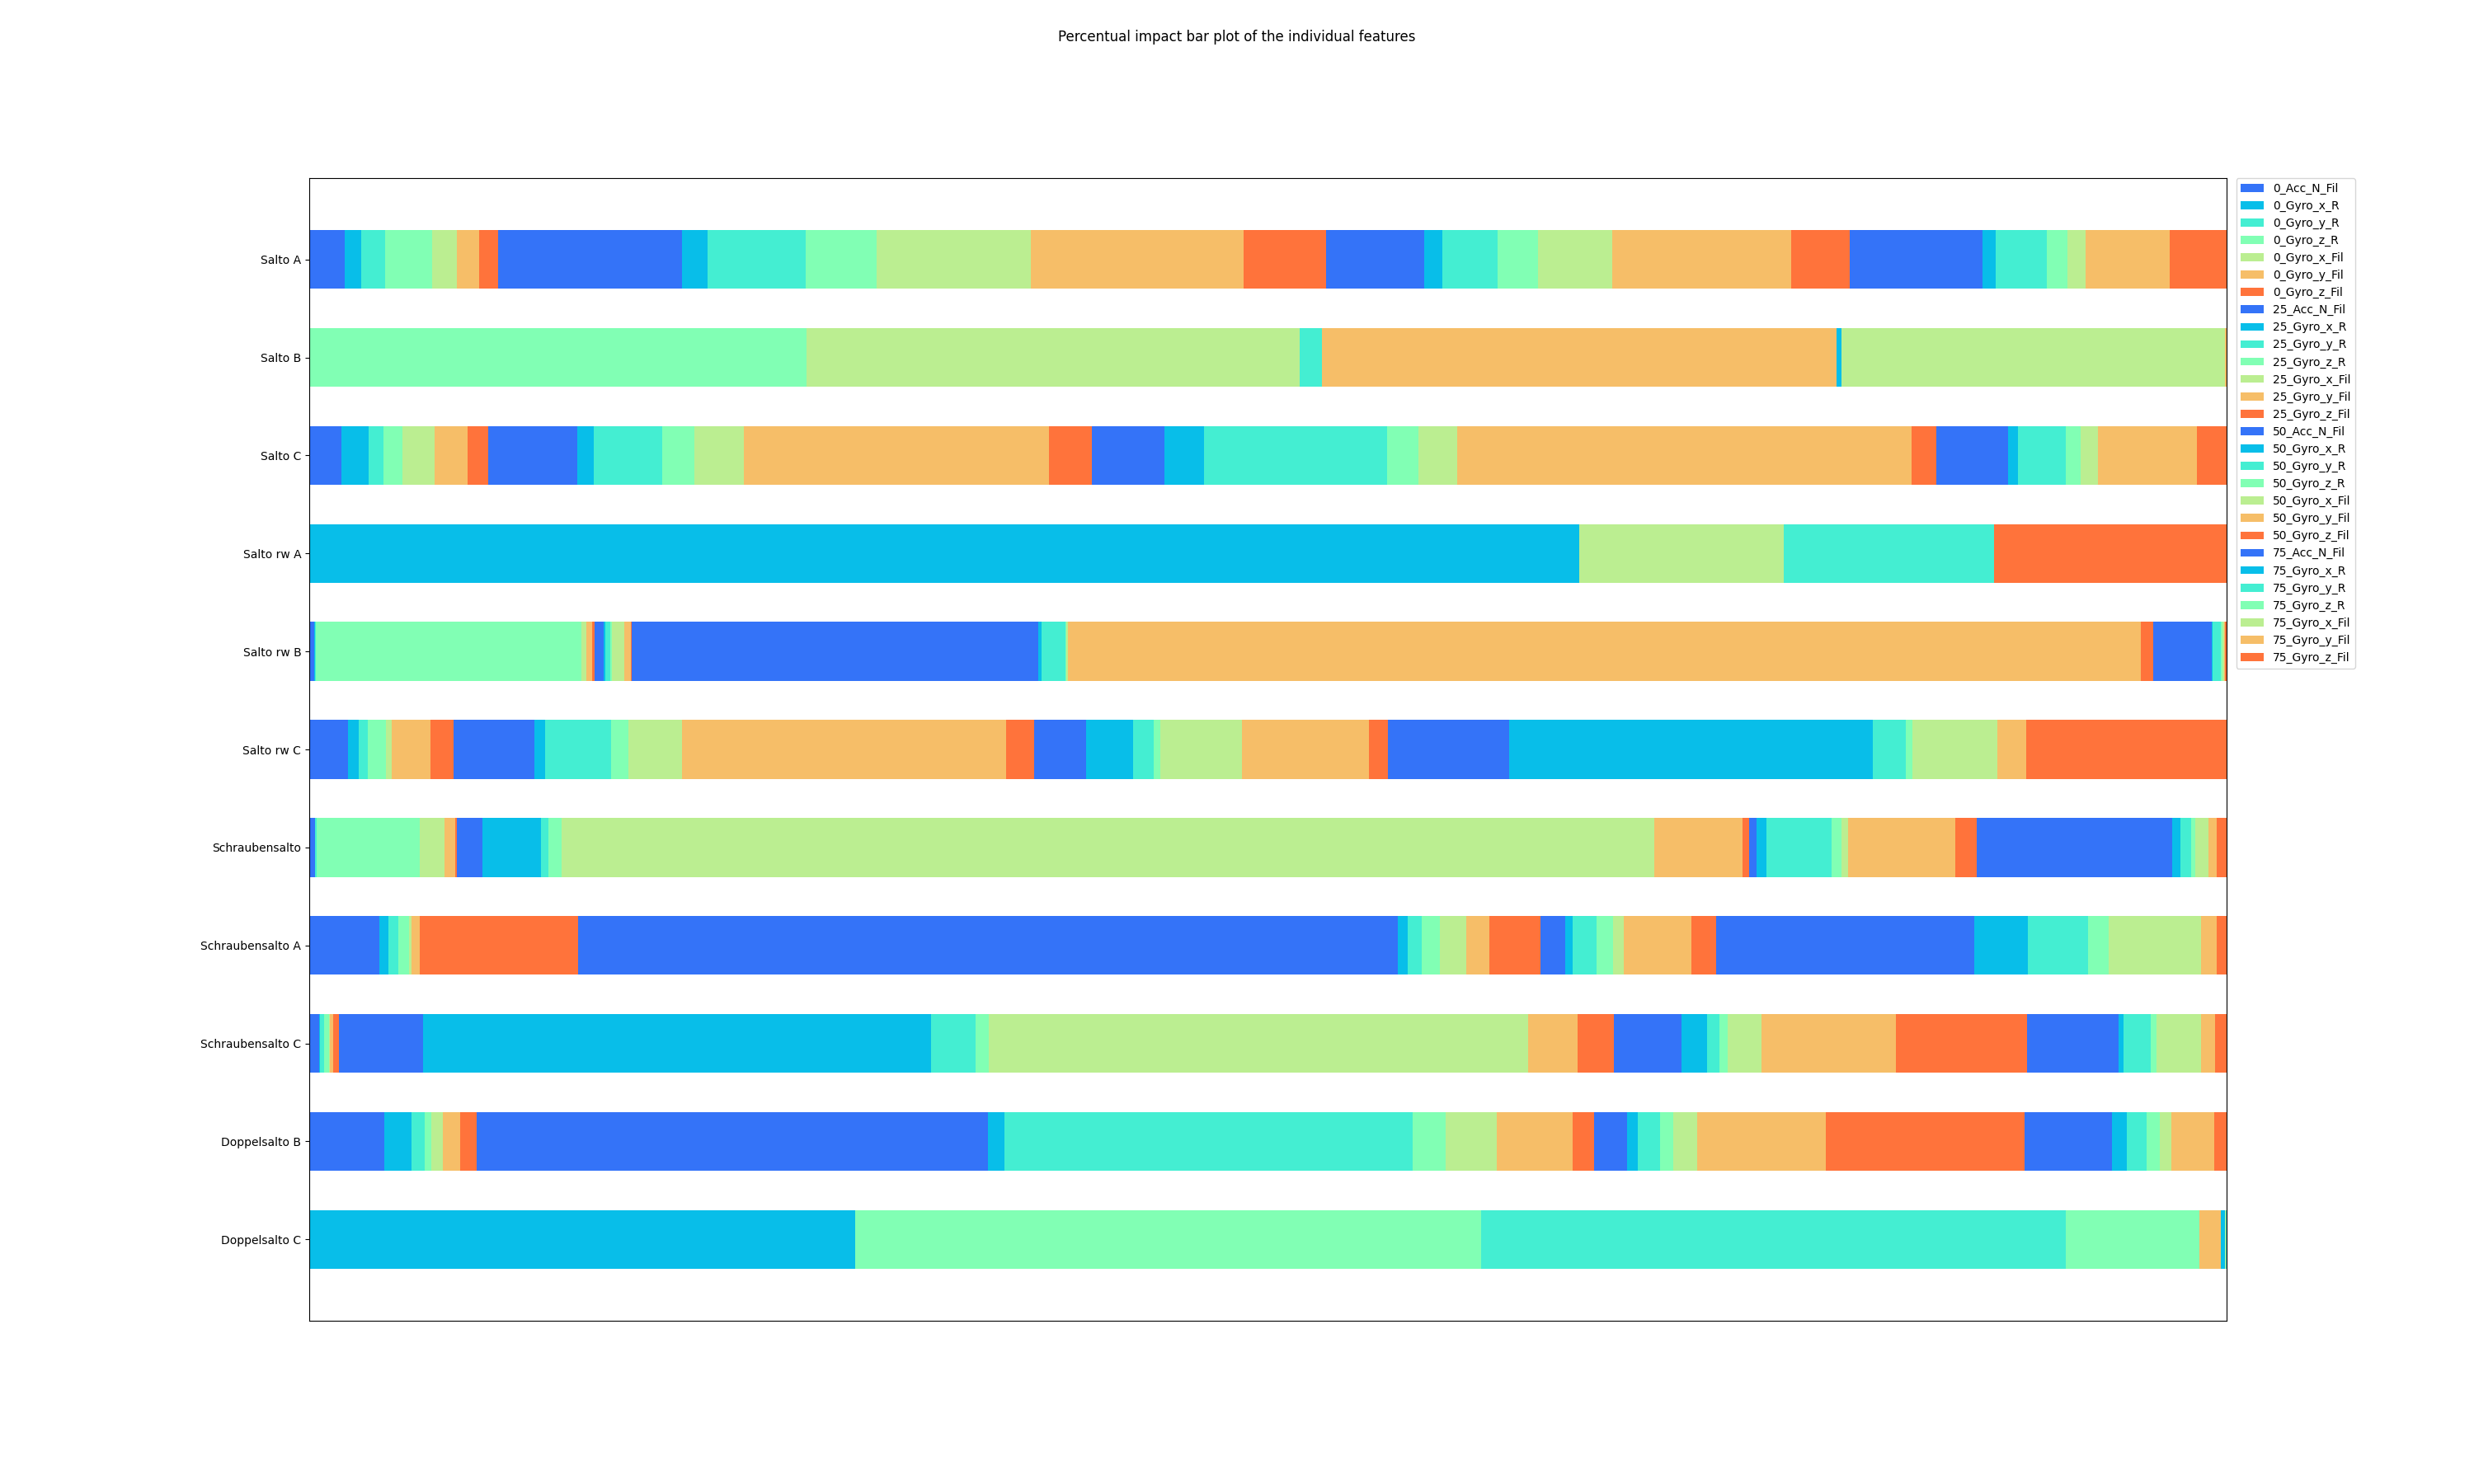 Percentual impact bar plot of the individual features
Salto A
Salto B
Salto C
Salto rw A
Salto rw B
Salto rw C
Schraubensalto
Schraubensalto A
Schraubensalto C
Doppelsalto B
Doppelsalto C
0_Acc_N_Fil
0_Gyro_x_R
0_Gyro_y_R
0_Gyro_z_R
0_Gyro_x_Fil
0_Gyro_y_Fil
0_Gyro_z_Fil
25_Acc_N_Fil
25_Gyro_x_R
25_Gyro_y_R
25_Gyro_z_R
25_Gyro_x_Fil
25_Gyro_y_Fil
25_Gyro_z_Fil
50_Acc_N_Fil
50_Gyro_x_R
50_Gyro_y_R
50_Gyro_z_R
50_Gyro_x_Fil
50_Gyro_y_Fil
50_Gyro_z_Fil
75_Acc_N_Fil
75_Gyro_x_R
75_Gyro_y_R
75_Gyro_z_R
75_Gyro_x_Fil
75_Gyro_y_Fil
75_Gyro_z_Fil